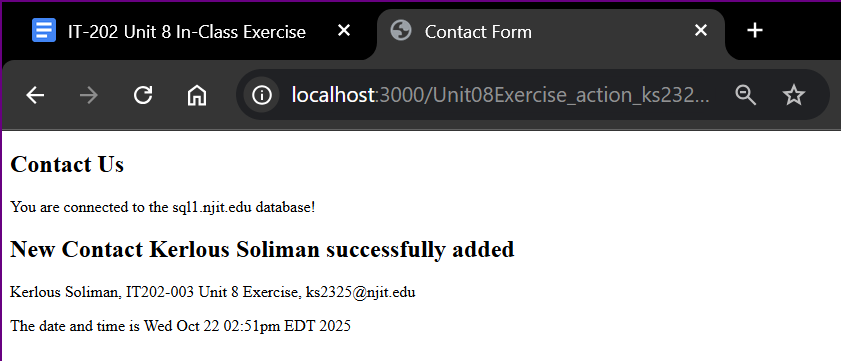 IT-202 Unit 8 In-Class Exercise
Contact Form
localhost:3000/Unit08Exercise_action_ks232...
Contact Us
You are connected to the sql1.njit.edu database!
New Contact Kerlous Soliman successfully added
Kerlous Soliman, IT202-003 Unit 8 Exercise, ks2325@njit.edu
The date and time is Wed Oct 22 02:51pm EDT 2025